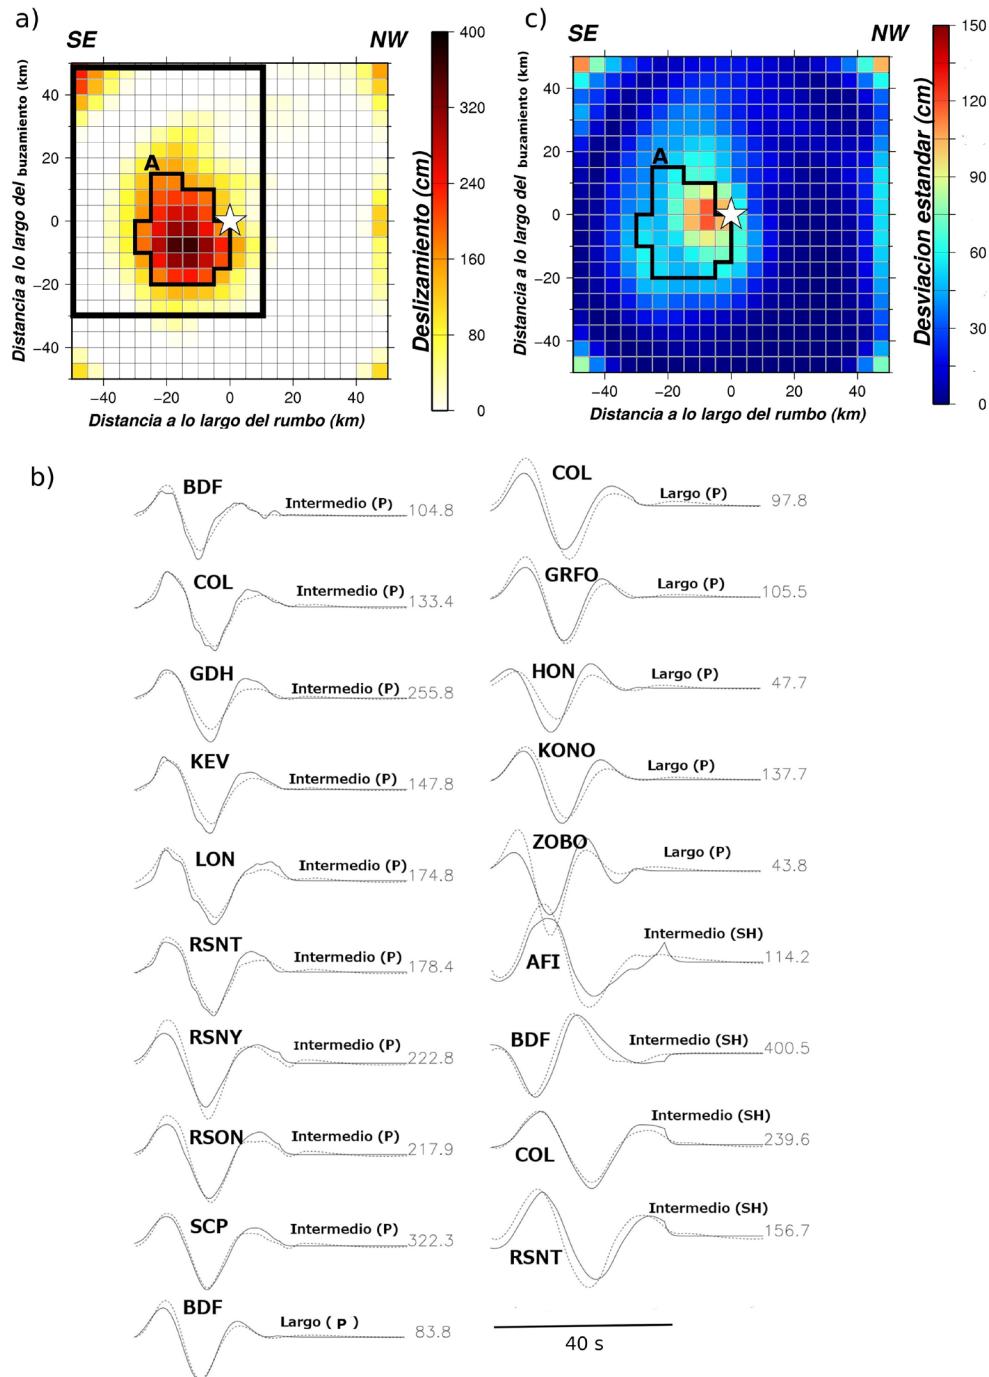 a)
SE NW
A
20
0
−20
−40
−40 −20 0 20 40
Distancia a lo largo del buzamiento (km)
Distancia a lo largo del rumbo (km)
400
320
240
160
80
0
Deslizamiento (cm)
c)
SE NW
A
40
20
0
−20
−40
−40 −20 0 20 40
Distancia a lo largo del buzamiento (km)
Distancia a lo largo del rumbo (km)
150
120
90
60
30
0
Desviacion estandar (cm)
b)
BDF Intermedio (P) 104.8
COL Intermedio (P) 133.4
GDH Intermedio (P) 255.8
KEV Intermedio (P) 147.8
LON Intermedio (P) 174.8
RSNT Intermedio (P) 178.4
RSNY Intermedio (P) 222.8
RSON Intermedio (P) 217.9
SCP Intermedio (P) 322.3
BDF Largo ( P ) 83.8
COL Largo (P) 97.8
GRFO Largo (P) 105.5
HON Largo (P) 47.7
KONO Largo (P) 137.7
ZOBO Largo (P) 43.8
AFI Intermedio (SH) 114.2
BDF Intermedio (SH) 400.5
COL Intermedio (SH) 239.6
RSNT Intermedio (SH) 156.7
40 s